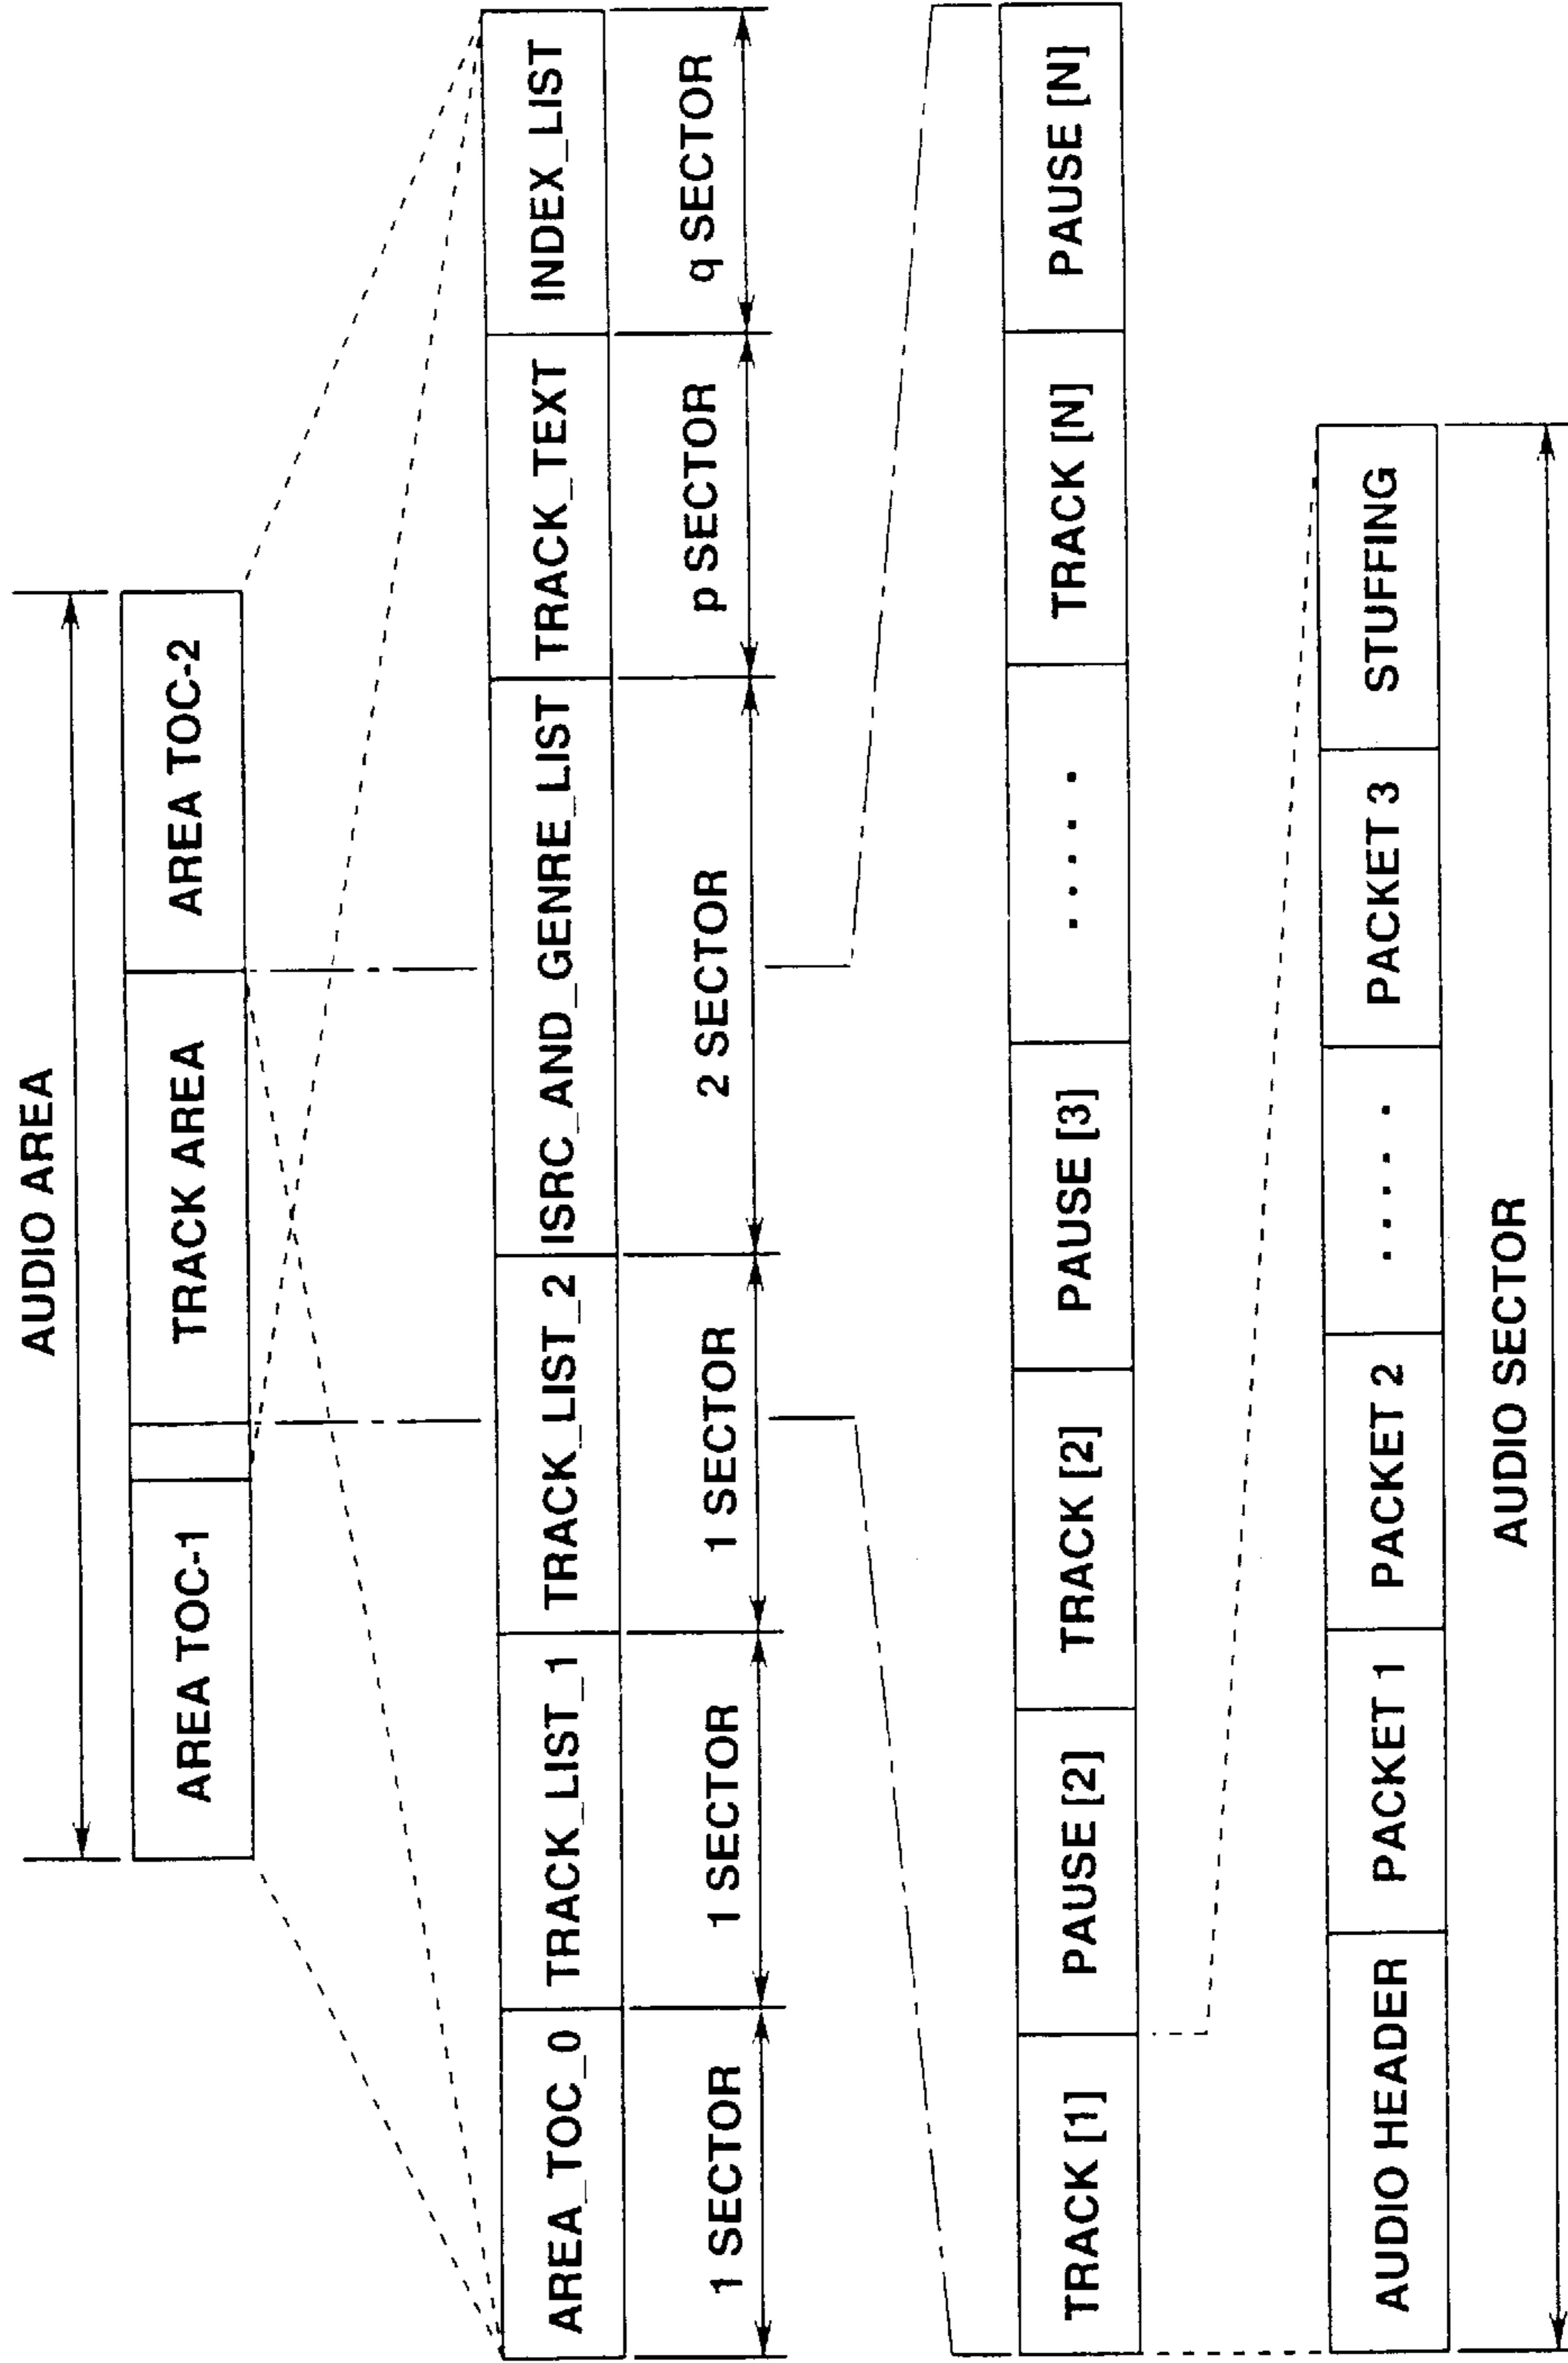 AUDIO AREA
AREA TOC-1 TRACK AREA AREA TOC-2
AREA_TOC_0 TRACK_LIST_1 TRACK_LIST_2 ISRC_AND_GENRE_LIST TRACK_TEXT INDEX_LIST
1 SECTOR 1 SECTOR 1 SECTOR 2 SECTOR p SECTOR q SECTOR
TRACK [1] PAUSE [2] TRACK [2] PAUSE [3] ..... TRACK [N] PAUSE [N]
AUDIO HEADER PACKET 1 PACKET 2 ..... PACKET 3 STUFFING
AUDIO SECTOR